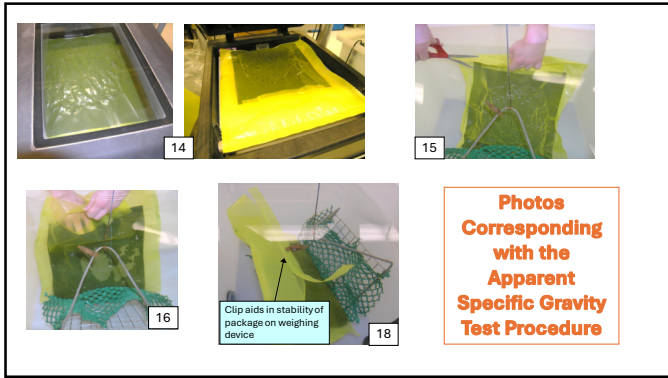 14
15
16
Clip aids in stability of
package on weighing
device
18
Photos
Corresponding
with the
Apparent
Specific Gravity
Test Procedure